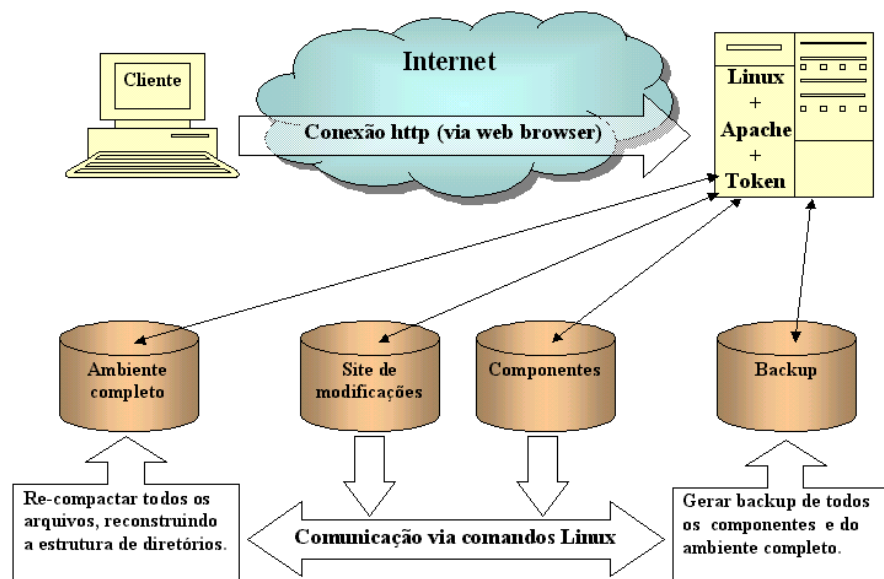 Internet
Cliente
Conexão http (via web browser)
Linux
+
Apache
+
Token
Ambiente
completo
Site de
modificações
Componentes
Backup
Re-compactar todos os
arquivos, reconstruindo
a estrutura de diretórios.
Comunicação via comandos Linux
Gerar backup de todos
os componentes e do
ambiente completo.